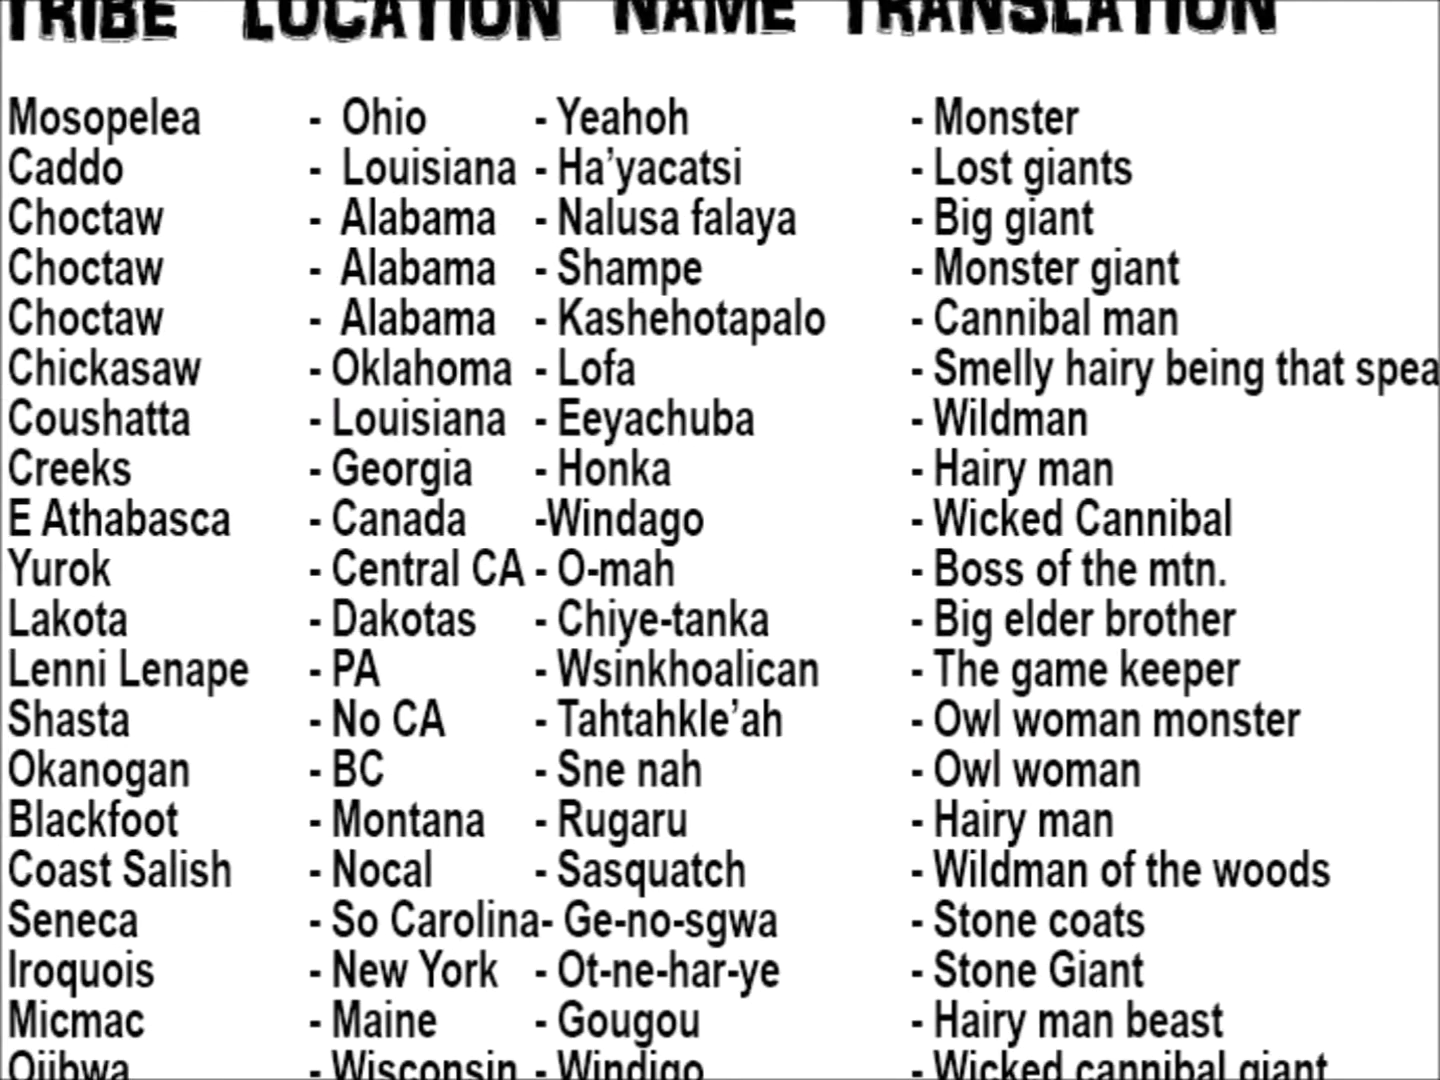 TRIBE LOCATION NAME TRANSLATION
Mosopelea - Ohio - Yeahoh - Monster
Caddo - Louisiana - Ha’yacatsi - Lost giants
Choctaw - Alabama - Nalusa falaya - Big giant
Choctaw - Alabama - Shampe - Monster giant
Choctaw - Alabama - Kashehotapalo - Cannibal man
Chickasaw - Oklahoma - Lofa - Smelly hairy being that spea
Coushatta - Louisiana - Eeyachuba - Wildman
Creeks - Georgia - Honka - Hairy man
E Athabasca - Canada -Windago - Wicked Cannibal
Yurok - Central CA - O-mah - Boss of the mtn.
Lakota - Dakotas - Chiye-tanka - Big elder brother
Lenni Lenape - PA - Wsinkhoalican - The game keeper
Shasta - No CA - Tahtahkle’ah - Owl woman monster
Okanogan - BC - Sne nah - Owl woman
Blackfoot - Montana - Rugaru - Hairy man
Coast Salish - Nocal - Sasquatch - Wildman of the woods
Seneca - So Carolina- Ge-no-sgwa - Stone coats
Iroquois - New York - Ot-ne-har-ye - Stone Giant
Micmac - Maine - Gougou - Hairy man beast
Ojibwa - Wisconsin - Windigo - Wicked cannibal giant